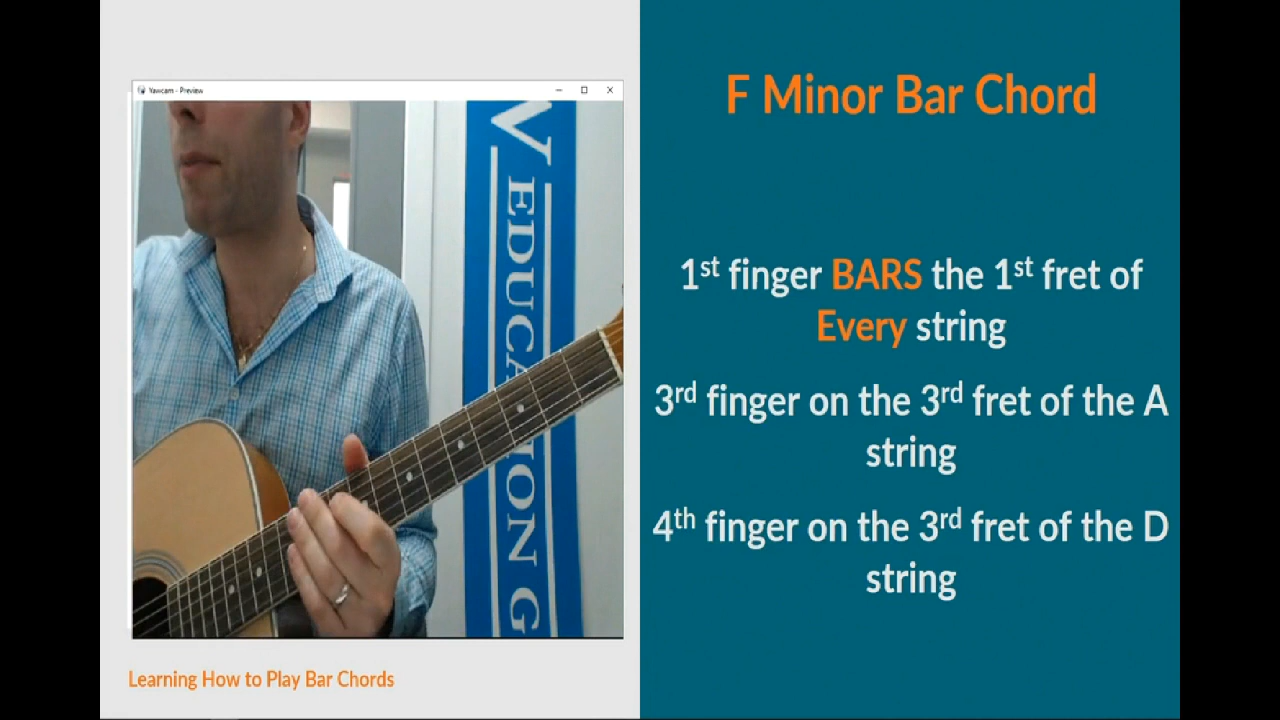 F Minor Bar Chord
Yawcam - Preview
V EDUCATION G
1st finger BARS the 1st fret of
Every string
3rd finger on the 3rd fret of the A
string
4th finger on the 3rd fret of the D
string
Learning How to Play Bar Chords